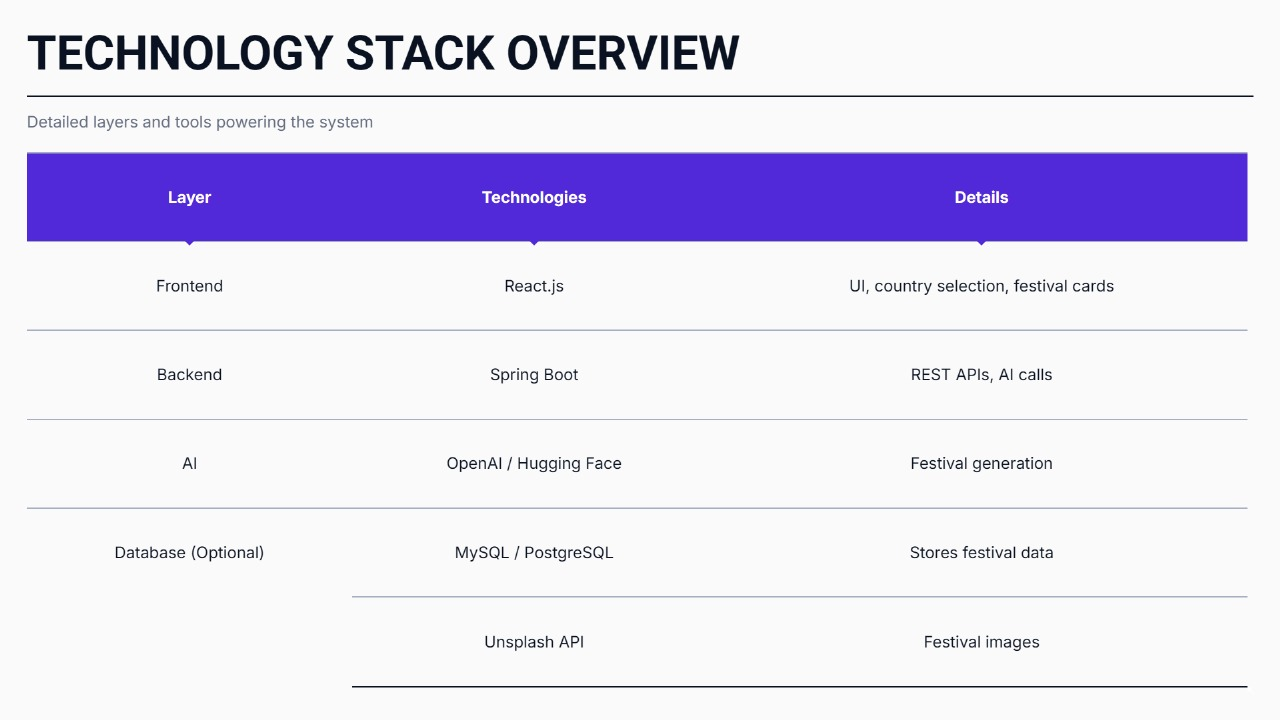 TECHNOLOGY STACK OVERVIEW
Detailed layers and tools powering the system
Layer Technologies Details
Frontend React.js UI, country selection, festival cards
Backend Spring Boot REST APIs, AI calls
AI OpenAI / Hugging Face Festival generation
Database (Optional) MySQL / PostgreSQL Stores festival data
Unsplash API Festival images